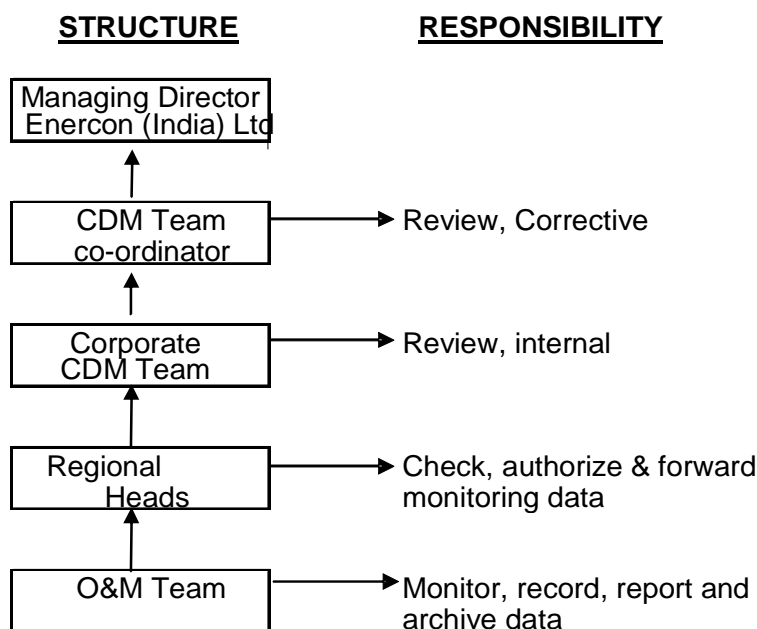 STRUCTURE
RESPONSIBILITY
Managing Director
Enercon (India) Ltd
CDM Team
co-ordinator
Review, Corrective
Corporate
CDM Team
Review, internal
Regional
Heads
Check, authorize & forward
monitoring data
O&M Team
Monitor, record, report and
archive data